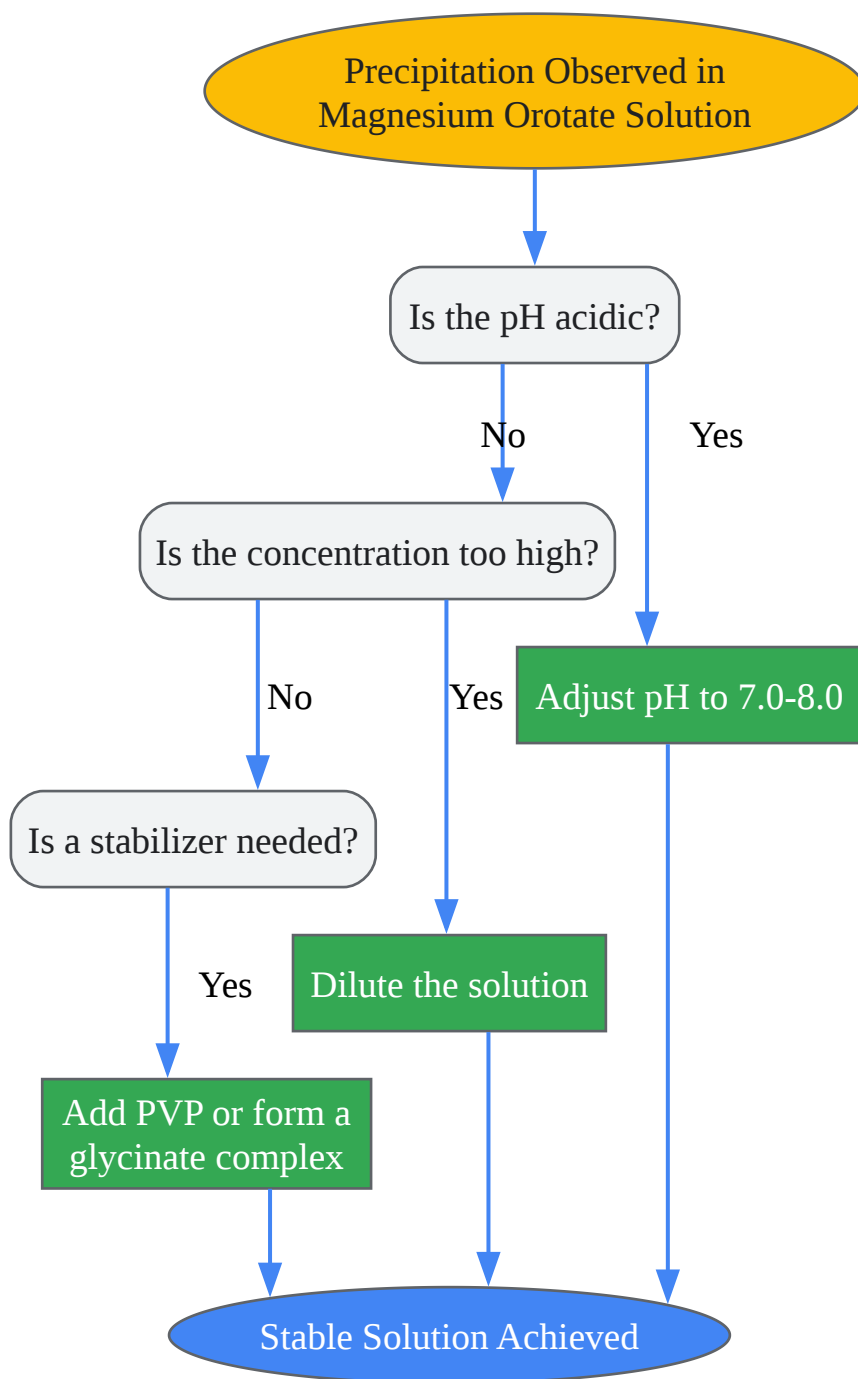 Precipitation Observed in
Magnesium Orotate Solution
Is the pH acidic?
No
Yes
Is the concentration too high?
No
Yes
Adjust pH to 7.0-8.0
Is a stabilizer needed?
Yes
Dilute the solution
Add PVP or form a
glycinate complex
Stable Solution Achieved